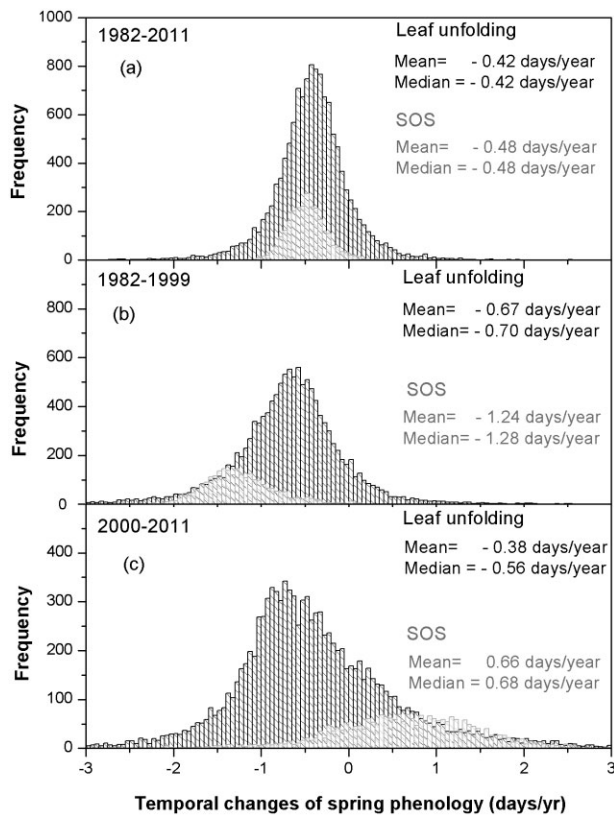 1000
1982-2011
Leaf unfolding
(a)
Mean= - 0.42 days/year
Median = - 0.42 days/year
800
SOS
Mean= - 0.48 days/year
Median = - 0.48 days/year
600
400
200
0
Frequency
1982-1999
Leaf unfolding
(b)
Mean= - 0.67 days/year
Median= - 0.70 days/year
800
SOS
Mean= - 1.24 days/year
Median= - 1.28 days/year
600
400
200
0
Frequency
2000-2011
Leaf unfolding
(c)
Mean= - 0.38 days/year
Median = - 0.56 days/year
400
SOS
Mean= 0.66 days/year
Median = 0.68 days/year
300
200
100
0
Frequency
-3 -2 -1 0 1 2 3
Temporal changes of spring phenology (days/yr)